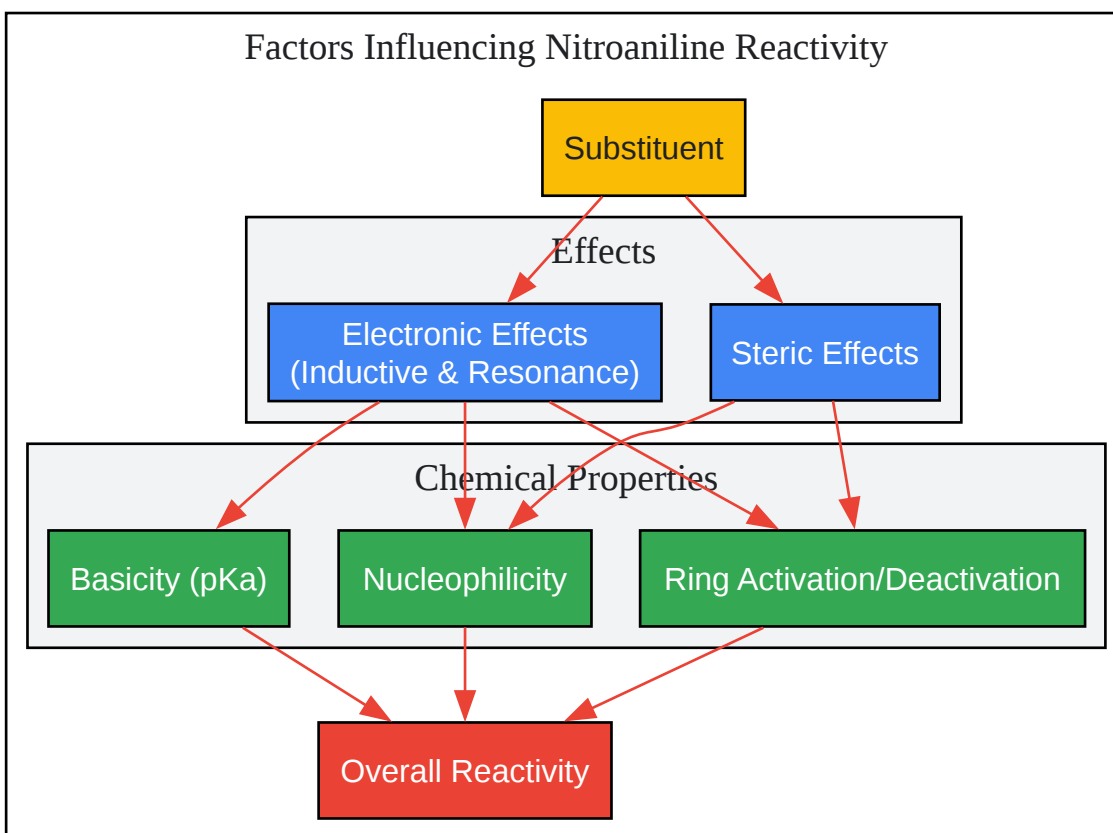 Factors Influencing Nitroaniline Reactivity
Substituent
Effects
Electronic Effects
(Inductive & Resonance)
Steric Effects
Chemical Properties
Basicity (pKa)
Nucleophilicity
Ring Activation/Deactivation
Overall Reactivity